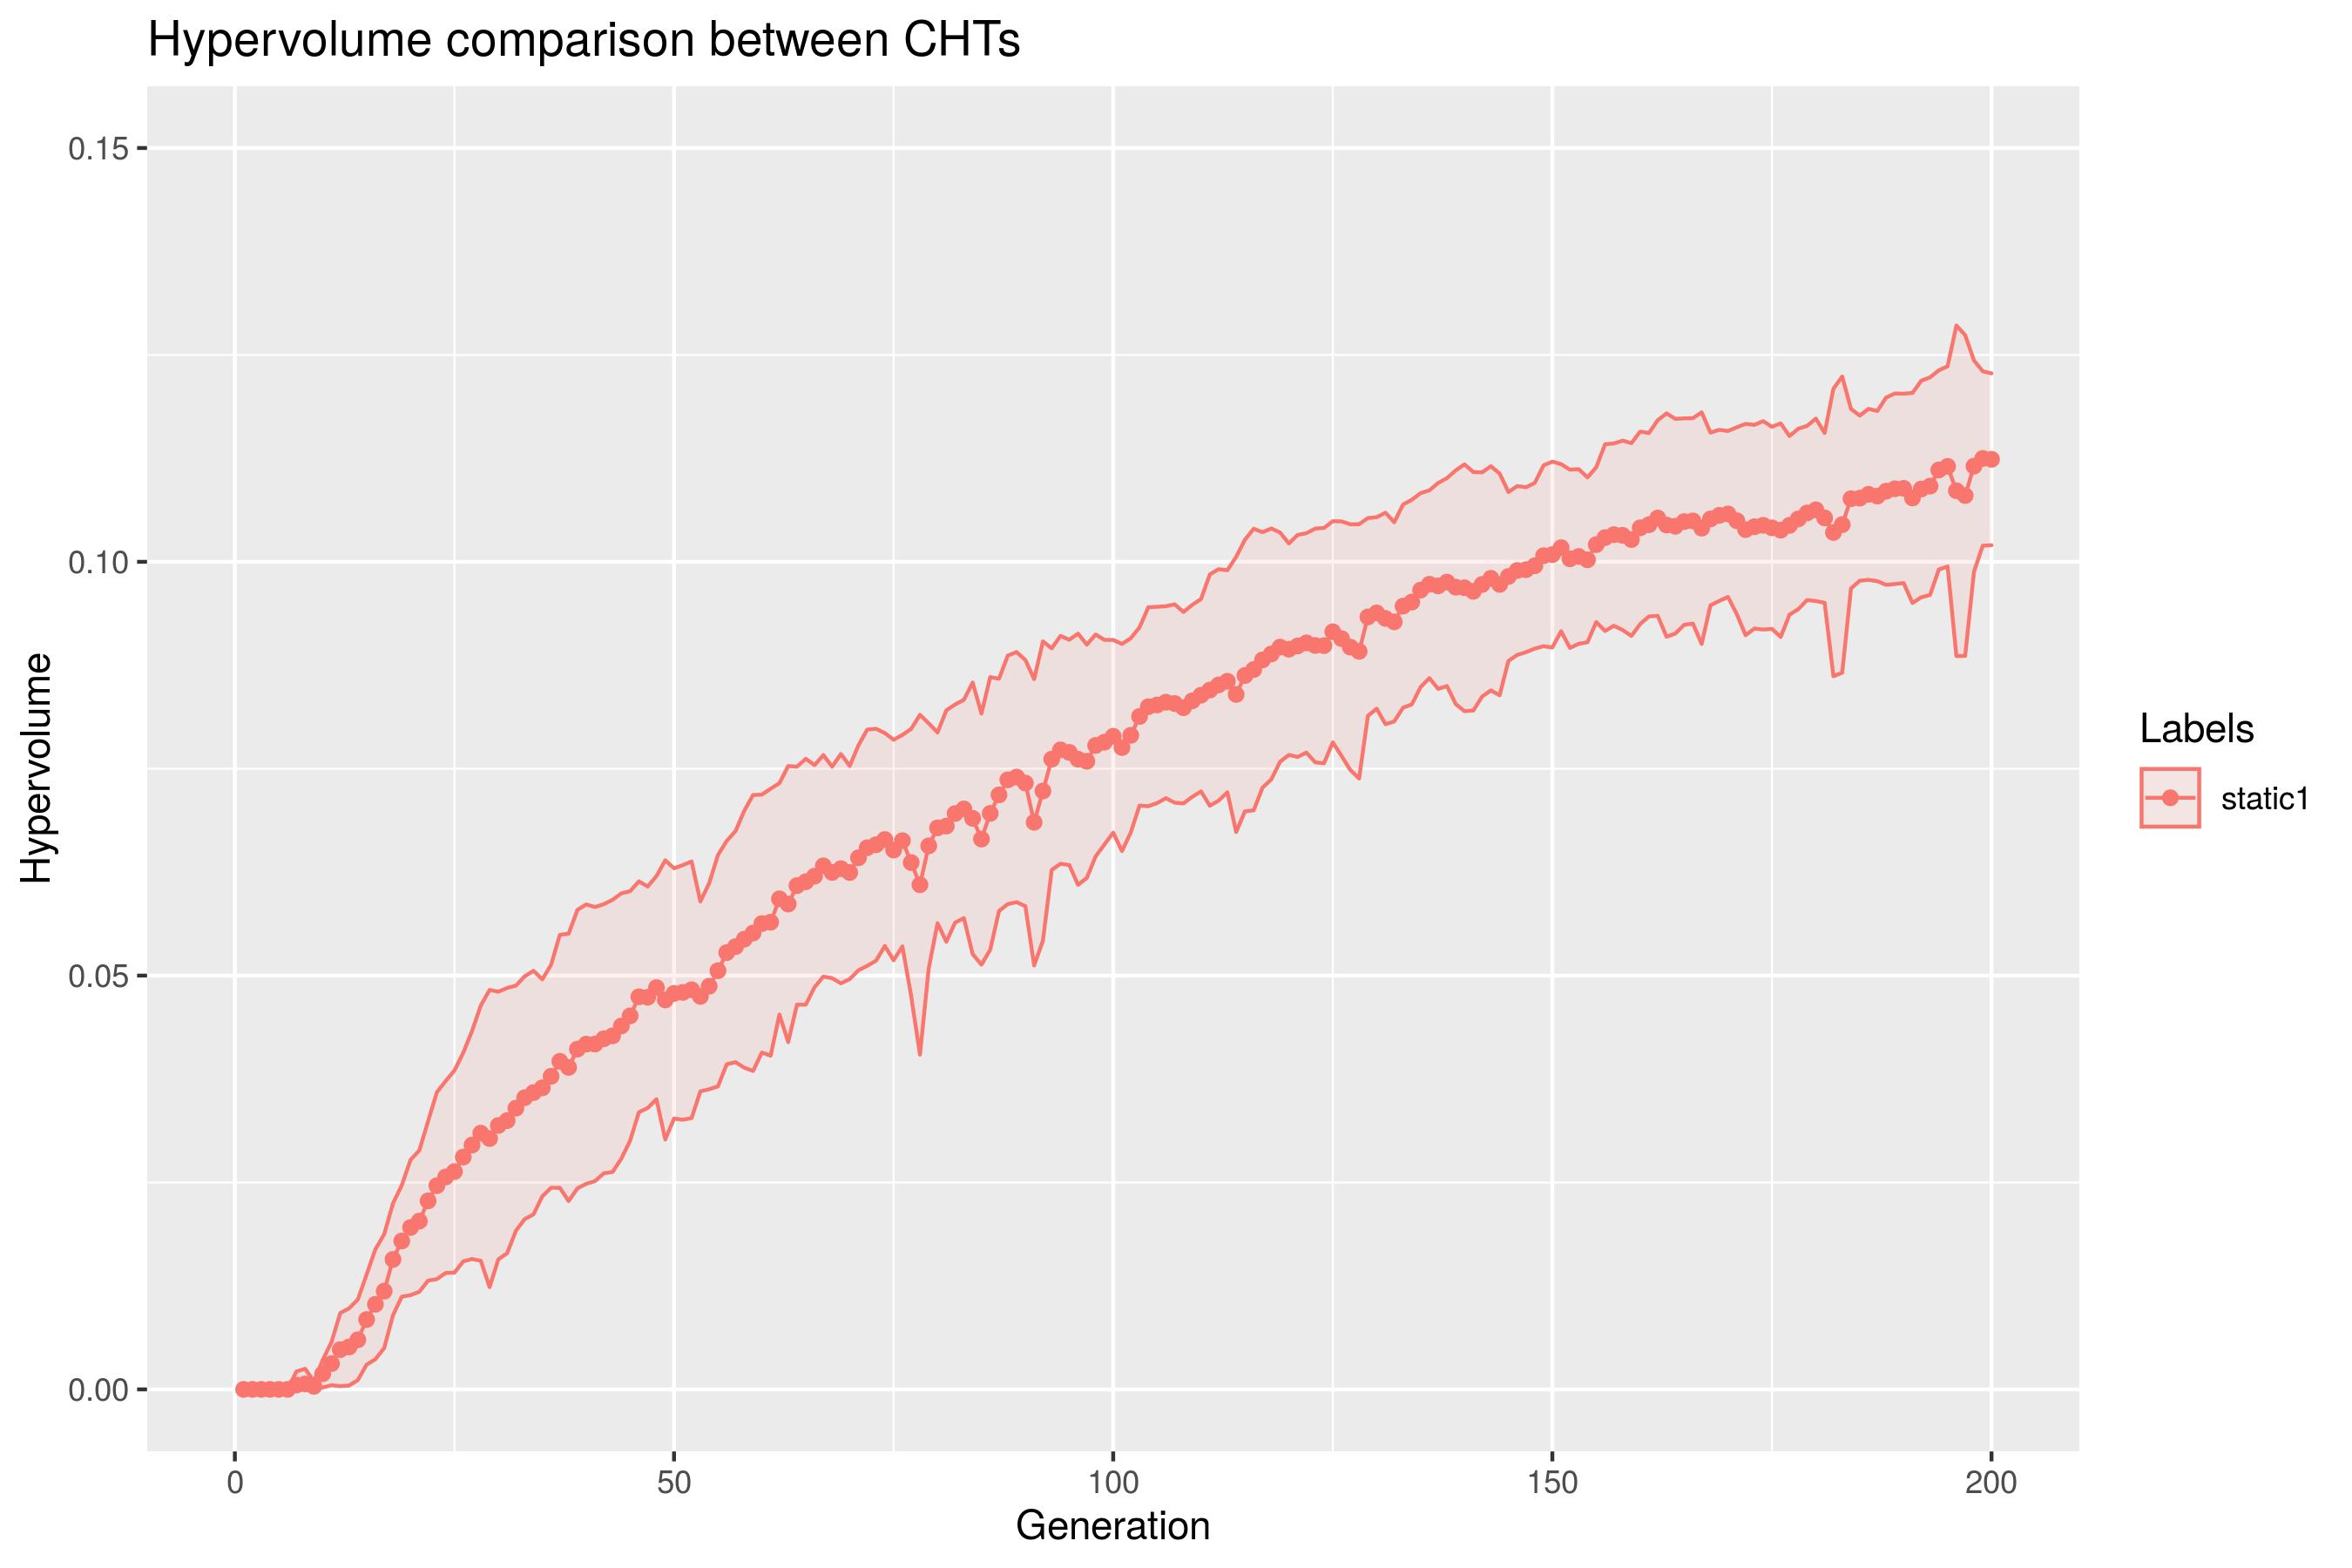 Hypervolume comparison between CHTs
0.15
0.10
0.05
0.00
Hypervolume
0 50 100 150 200
Generation
Labels
static1